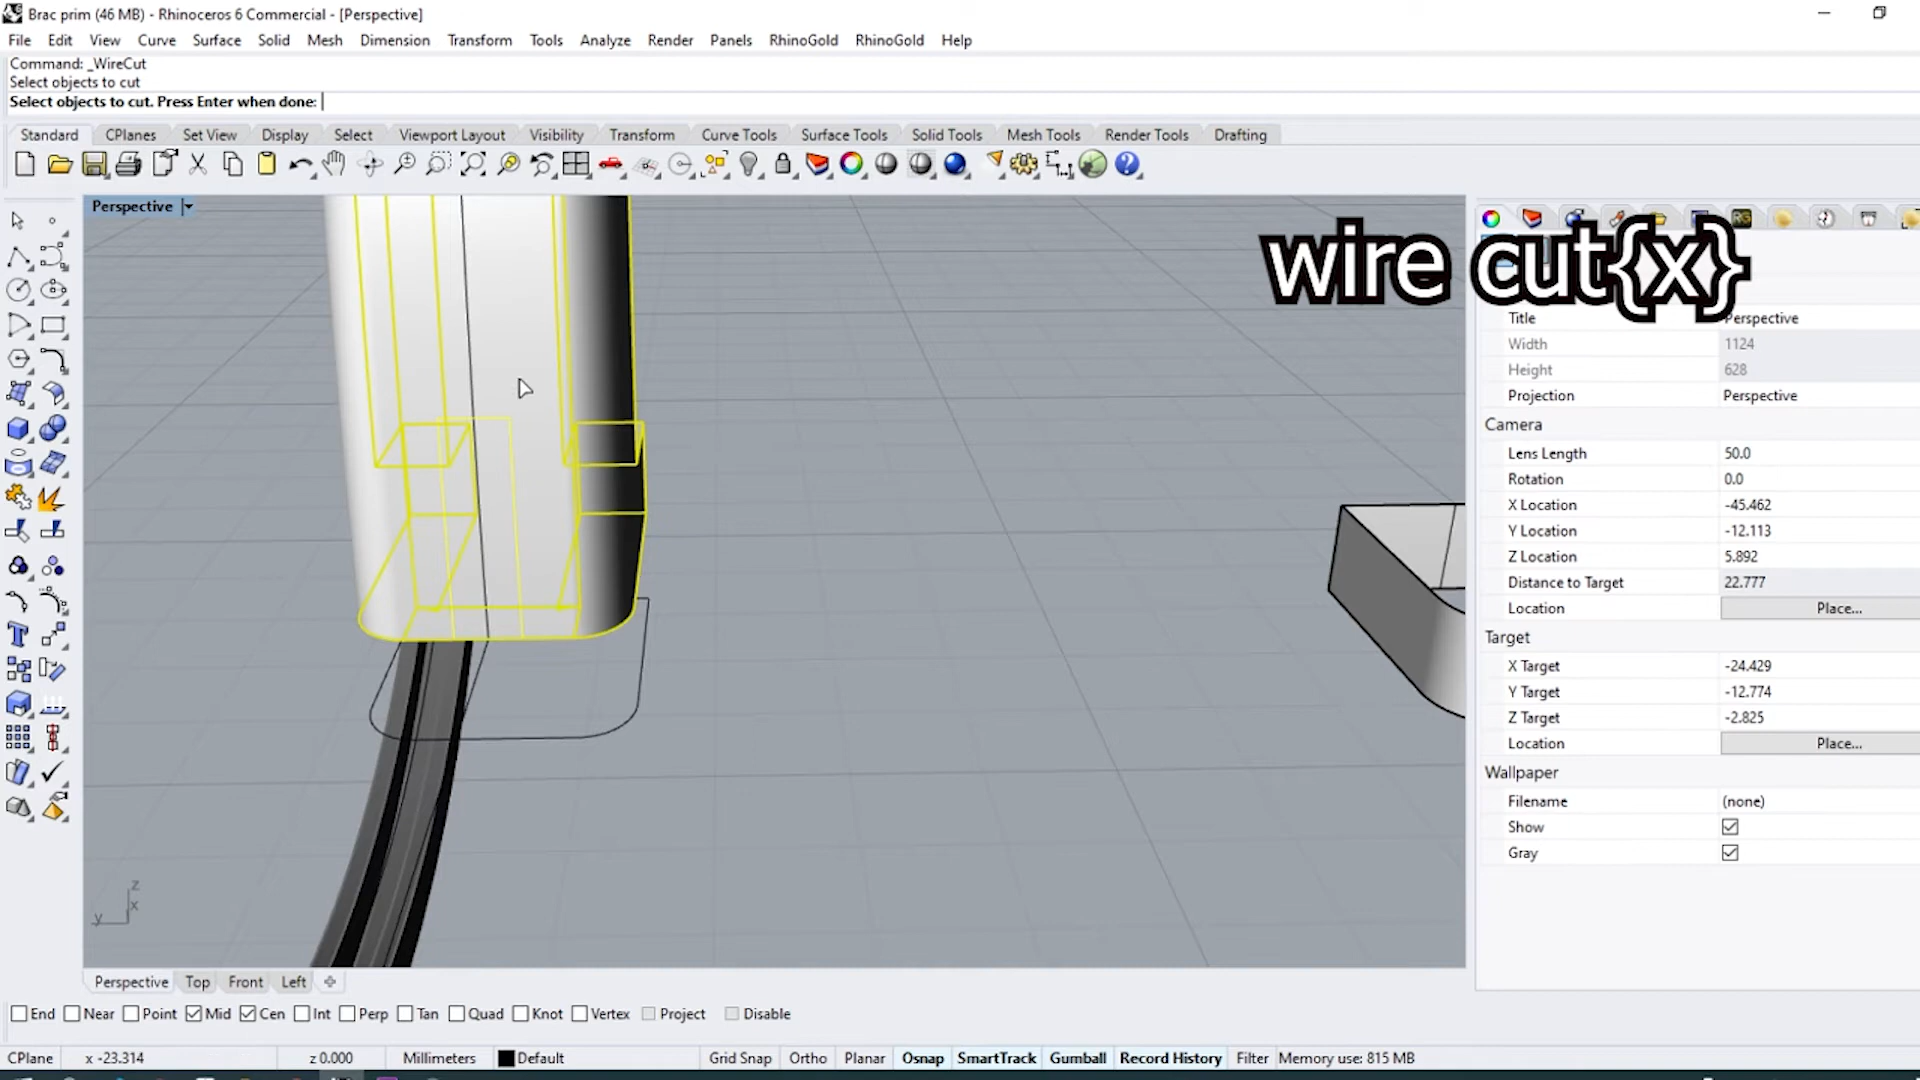 Brac prim (46 MB) - Rhinoceros 6 Commercial - [Perspective]
File Edit View Curve Surface Solid Mesh Dimension Transform Tools Analyze Render Panels RhinoGold RhinoGold Help
Command: _WireCut
Select objects to cut
Select objects to cut. Press Enter when done:
Standard CPlanes Set View Display Select Viewport Layout Visibility Transform Curve Tools Surface Tools Solid Tools Mesh Tools Render Tools Drafting
Perspective
RG
wire cut{x}
Title Perspective
Width 1124
Height 628
Projection Perspective
Camera
Lens Length 50.0
Rotation 0.0
X Location -45.462
Y Location -12.113
Z Location 5.892
Distance to Target 22.777
Location Place...
Target
X Target -24.429
Y Target -12.774
Z Target -2.825
Location Place...
Wallpaper
Filename (none)
Show
Gray
z
x
y
Perspective Top Front Left
End Near Point Mid Cen Int Perp Tan Quad Knot Vertex Project Disable
CPlane x -23.314 z 0.000 Millimeters Default Grid Snap Ortho Planar Osnap SmartTrack Gumball Record History Filter Memory use: 815 MB